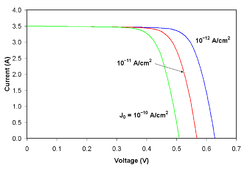 4.0
3.5
3.0
2.5
2.0
1.5
1.0
0.5
0.0
Current (A)
10⁻¹² A/cm²
10⁻¹¹ A/cm²
J₀ = 10⁻¹⁰ A/cm²
0 0.1 0.2 0.3 0.4 0.5 0.6 0.7
Voltage (V)